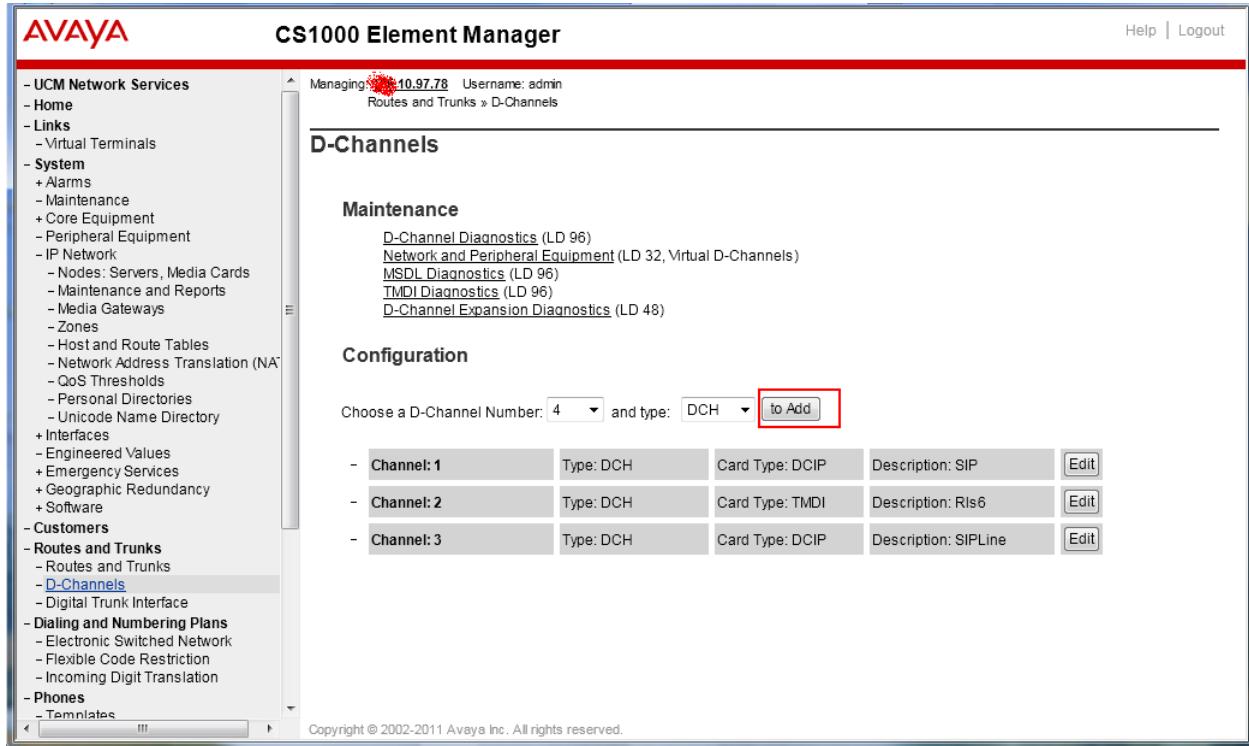 AVAYA
CS1000 Element Manager
Help | Logout
– UCM Network Services
– Home
– Links
– Virtual Terminals
– System
+ Alarms
– Maintenance
+ Core Equipment
– Peripheral Equipment
– IP Network
– Nodes: Servers, Media Cards
– Maintenance and Reports
– Media Gateways
– Zones
– Host and Route Tables
– Network Address Translation (NA
– QoS Thresholds
– Personal Directories
– Unicode Name Directory
+ Interfaces
– Engineered Values
+ Emergency Services
+ Geographic Redundancy
+ Software
– Customers
– Routes and Trunks
– Routes and Trunks
– D-Channels
– Digital Trunk Interface
– Dialing and Numbering Plans
– Electronic Switched Network
– Flexible Code Restriction
– Incoming Digit Translation
– Phones
– Templates
Managing: 10.97.78 Username: admin
Routes and Trunks » D-Channels
D-Channels
Maintenance
D-Channel Diagnostics (LD 96)
Network and Peripheral Equipment (LD 32, Virtual D-Channels)
MSDL Diagnostics (LD 96)
TMDI Diagnostics (LD 96)
D-Channel Expansion Diagnostics (LD 48)
Configuration
Choose a D-Channel Number: 4 and type: DCH to Add
– Channel: 1 Type: DCH Card Type: DCIP Description: SIP Edit
– Channel: 2 Type: DCH Card Type: TMDI Description: Rls6 Edit
– Channel: 3 Type: DCH Card Type: DCIP Description: SIPLine Edit
Copyright © 2002-2011 Avaya Inc. All rights reserved.